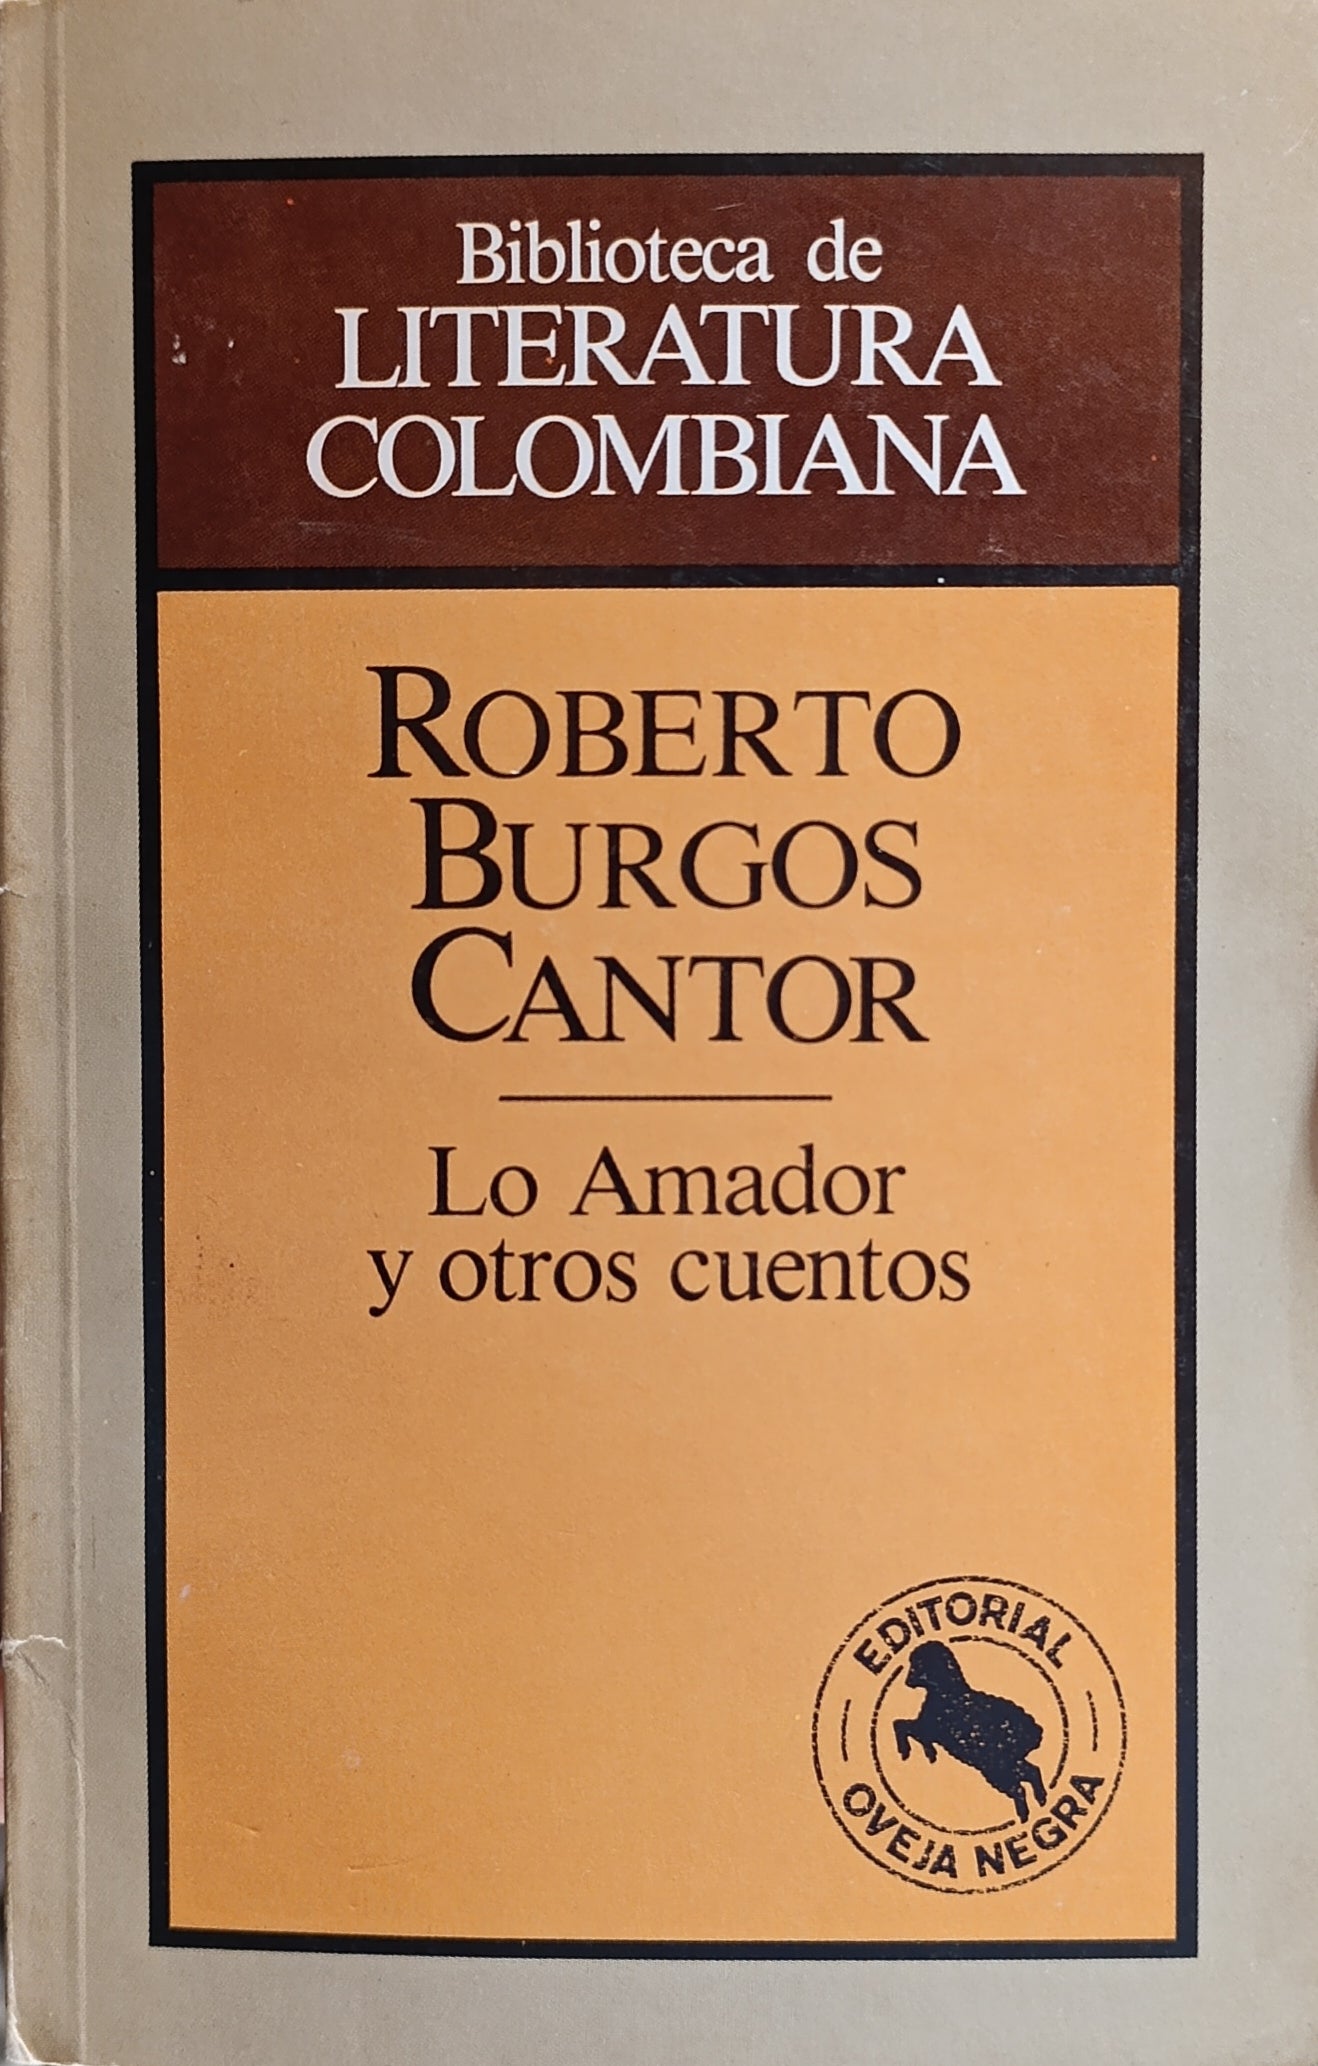 Biblioteca de
LITERATURA
COLOMBIANA
ROBERTO
BURGOS
CANTOR
Lo Amador
y otros cuentos
EDITORIAL
OVEJA NEGRA